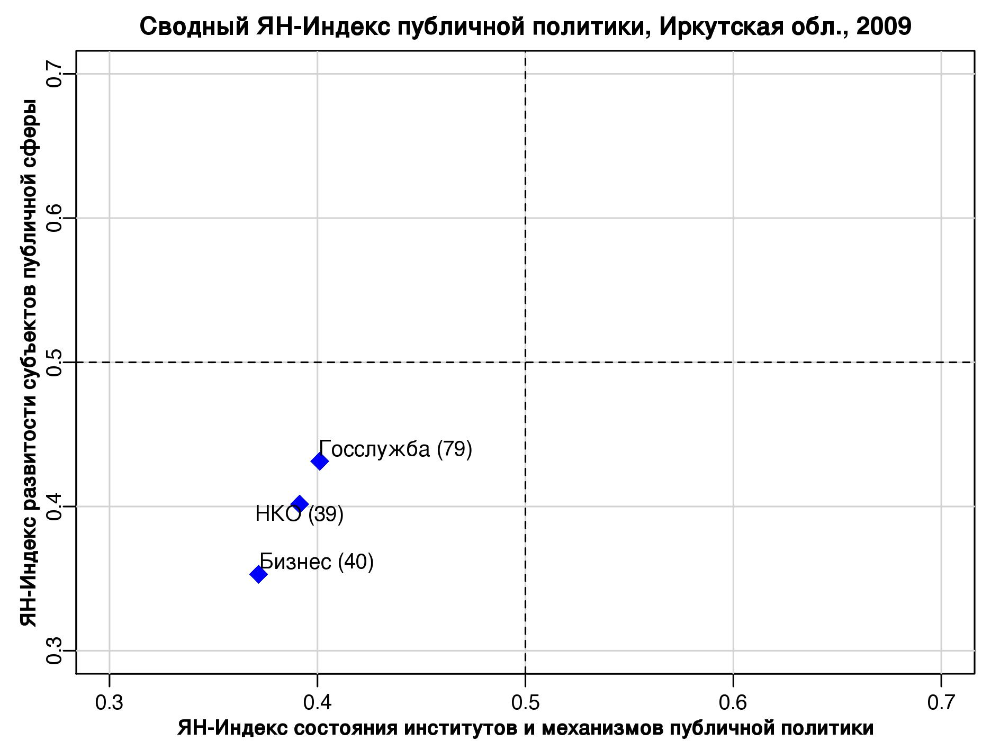 Сводный ЯН-Индекс публичной политики, Иркутская обл., 2009
ЯН-Индекс развитости субъектов публичной сферы
0.7
0.6
0.5
0.4
0.3
Госслужба (79)
НКО (39)
Бизнес (40)
0.3 0.4 0.5 0.6 0.7
ЯН-Индекс состояния институтов и механизмов публичной политики